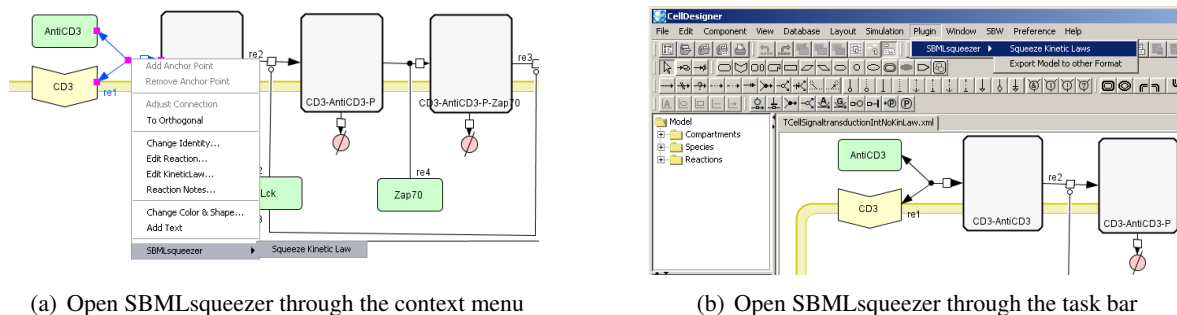 AntiCD3
CD3
re1
re2
CD3-AntiCD3-P
CD3-AntiCD3-P-Zap70
re3
Add Anchor Point
Remove Anchor Point
Adjust Connection
To Orthogonal
Change Identity...
Edit Reaction...
Edit KineticLaw...
Reaction Notes...
Change Color & Shape...
Add Text
SBMLsqueezer
Squeeze Kinetic Law
Lck
re4
Zap70
(a) Open SBMLsqueezer through the context menu
CellDesigner
File Edit Component View Database Layout Simulation Plugin Window SBW Preference Help
SBMLsqueezer
Squeeze Kinetic Laws
Export Model to other Format
Model
Compartments
Species
Reactions
TCellSignaltransductionIntNoKinLaw.xml
AntiCD3
CD3
re1
re2
CD3-AntiCD3
CD3-AntiCD3-P
(b) Open SBMLsqueezer through the task bar